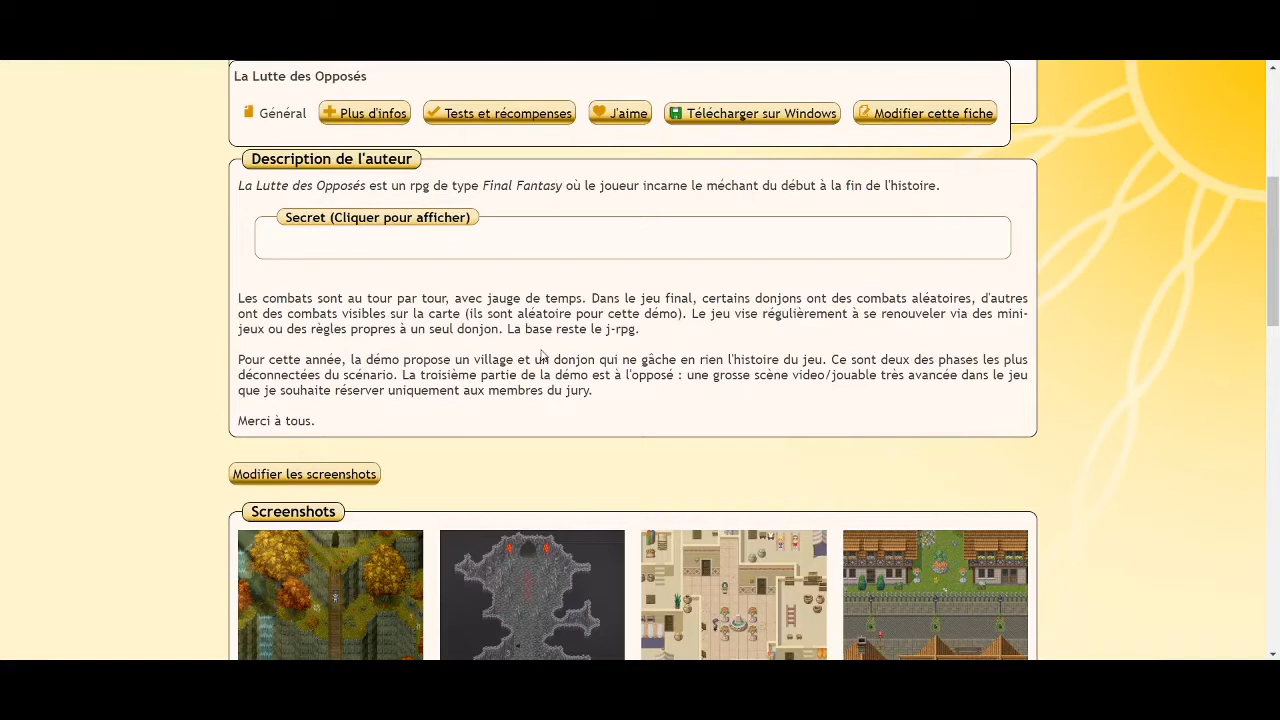 La Lutte des Opposés
Général Plus d'infos Tests et récompenses J'aime Télécharger sur Windows Modifier cette fiche
Description de l'auteur
La Lutte des Opposés est un rpg de type Final Fantasy où le joueur incarne le méchant du début à la fin de l'histoire.
Secret (Cliquer pour afficher)
Les combats sont au tour par tour, avec jauge de temps. Dans le jeu final, certains donjons ont des combats aléatoires, d'autres
ont des combats visibles sur la carte (ils sont aléatoire pour cette démo). Le jeu vise régulièrement à se renouveler via des mini-
jeux ou des règles propres à un seul donjon. La base reste le j-rpg.
Pour cette année, la démo propose un village et un donjon qui ne gâche en rien l'histoire du jeu. Ce sont deux des phases les plus
déconnectées du scénario. La troisième partie de la démo est à l'opposé : une grosse scène video/jouable très avancée dans le jeu
que je souhaite réserver uniquement aux membres du jury.
Merci à tous.
Modifier les screenshots
Screenshots